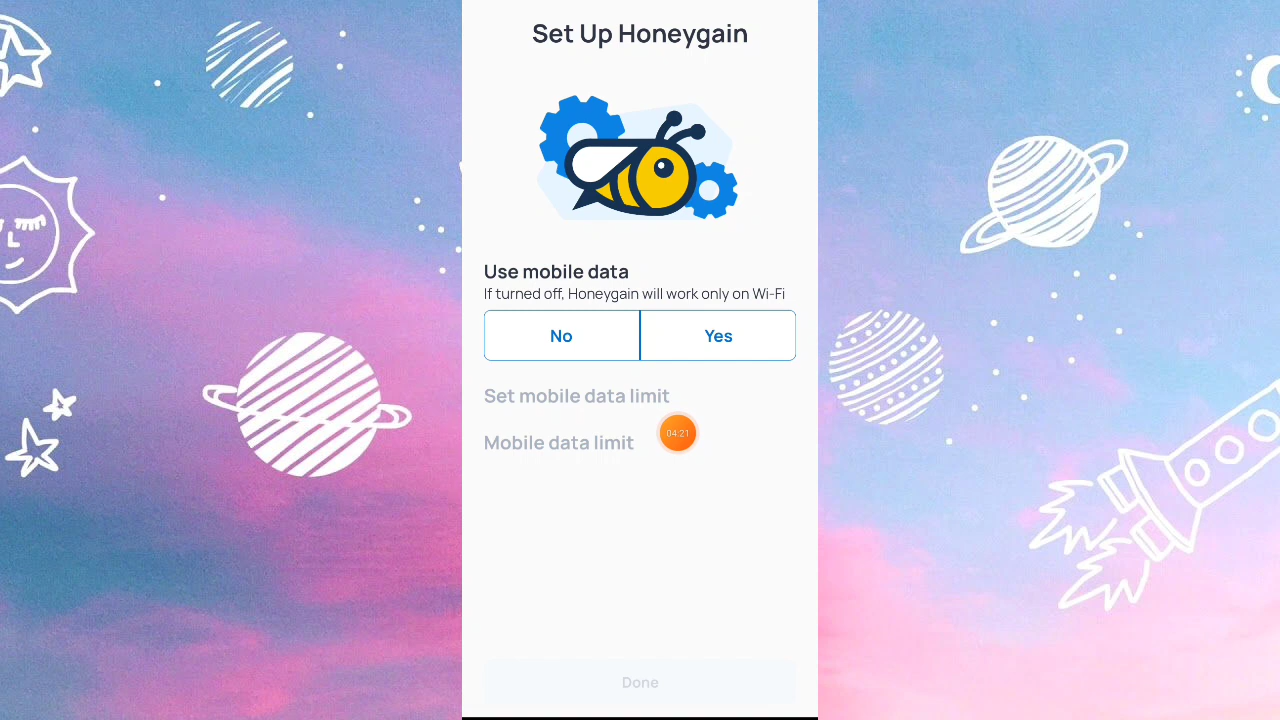 Set Up Honeygain
Use mobile data
If turned off, Honeygain will work only on Wi-Fi
No
Yes
Set mobile data limit
04:21
Mobile data limit
Done